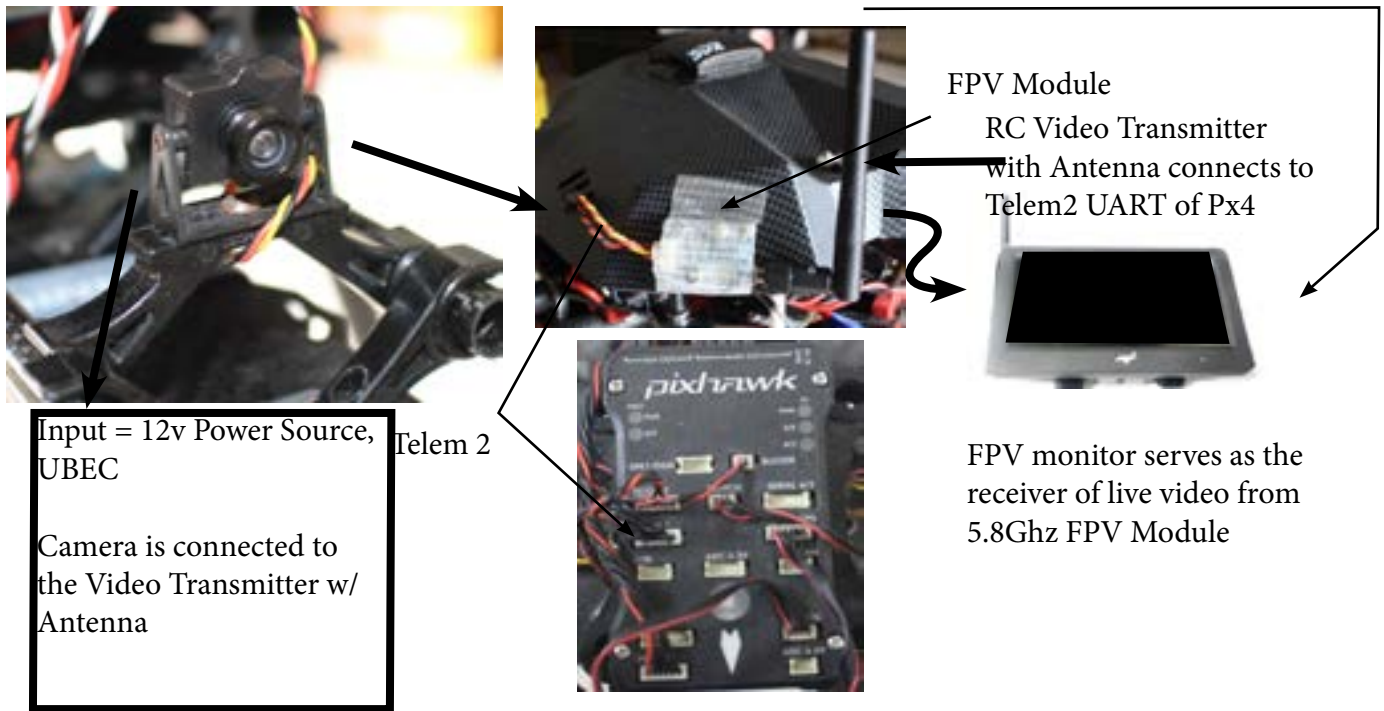 FPV Module
RC Video Transmitter
with Antenna connects to
Telem2 UART of Px4
pixhawk
Input = 12v Power Source,
UBEC
Camera is connected to
the Video Transmitter w/
Antenna
Telem 2
FPV monitor serves as the
receiver of live video from
5.8Ghz FPV Module